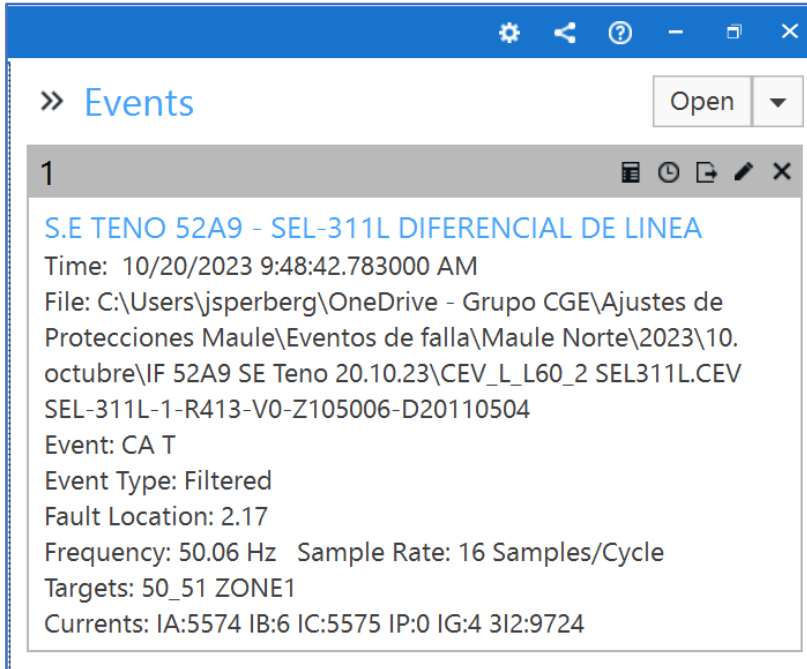 Events
Open
1
S.E TENO 52A9 - SEL-311L DIFERENCIAL DE LINEA
Time:  10/20/2023 9:48:42.783000 AM
File: C:\Users\jsperberg\OneDrive - Grupo CGE\Ajustes de
Protecciones Maule\Eventos de falla\Maule Norte\2023\10.
octubre\IF 52A9 SE Teno 20.10.23\CEV_L_L60_2 SEL311L.CEV
SEL-311L-1-R413-V0-Z105006-D20110504
Event: CA T
Event Type: Filtered
Fault Location: 2.17
Frequency: 50.06 Hz   Sample Rate: 16 Samples/Cycle
Targets: 50_51 ZONE1
Currents: IA:5574 IB:6 IC:5575 IP:0 IG:4 3I2:9724